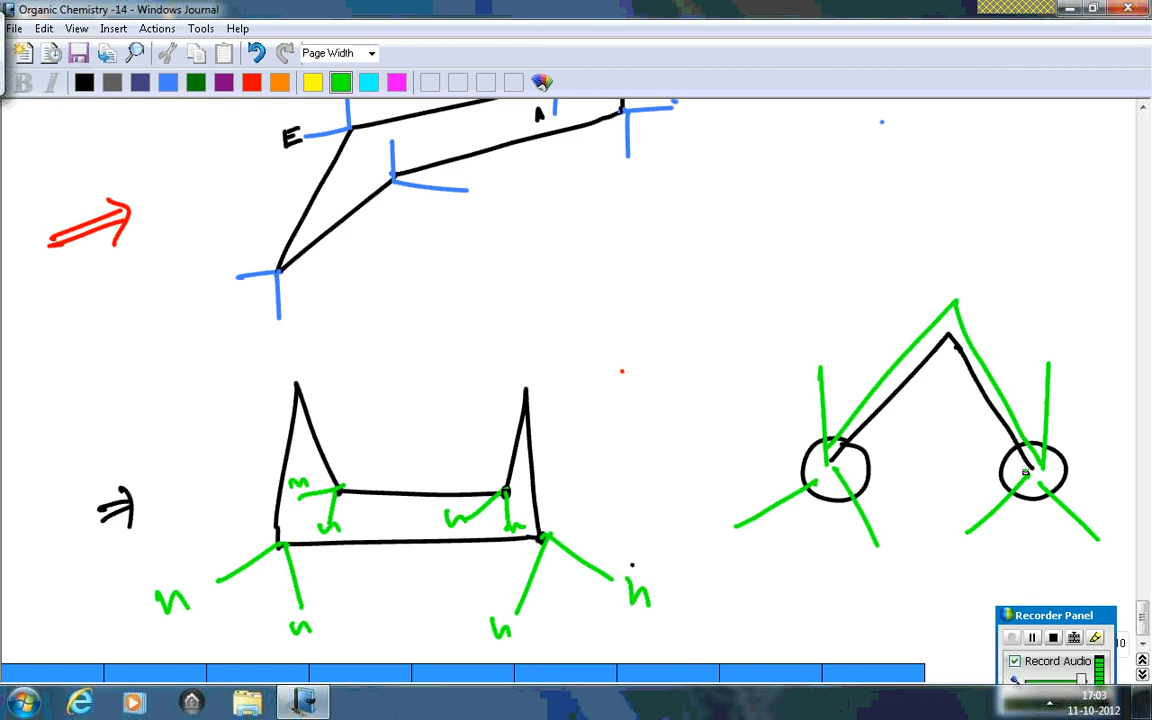 Organic Chemistry -14 - Windows Journal
File Edit View Insert Actions Tools Help
Page Width
B I
E
A
Recorder Panel
10
Record Audio
17:03
11-10-2012